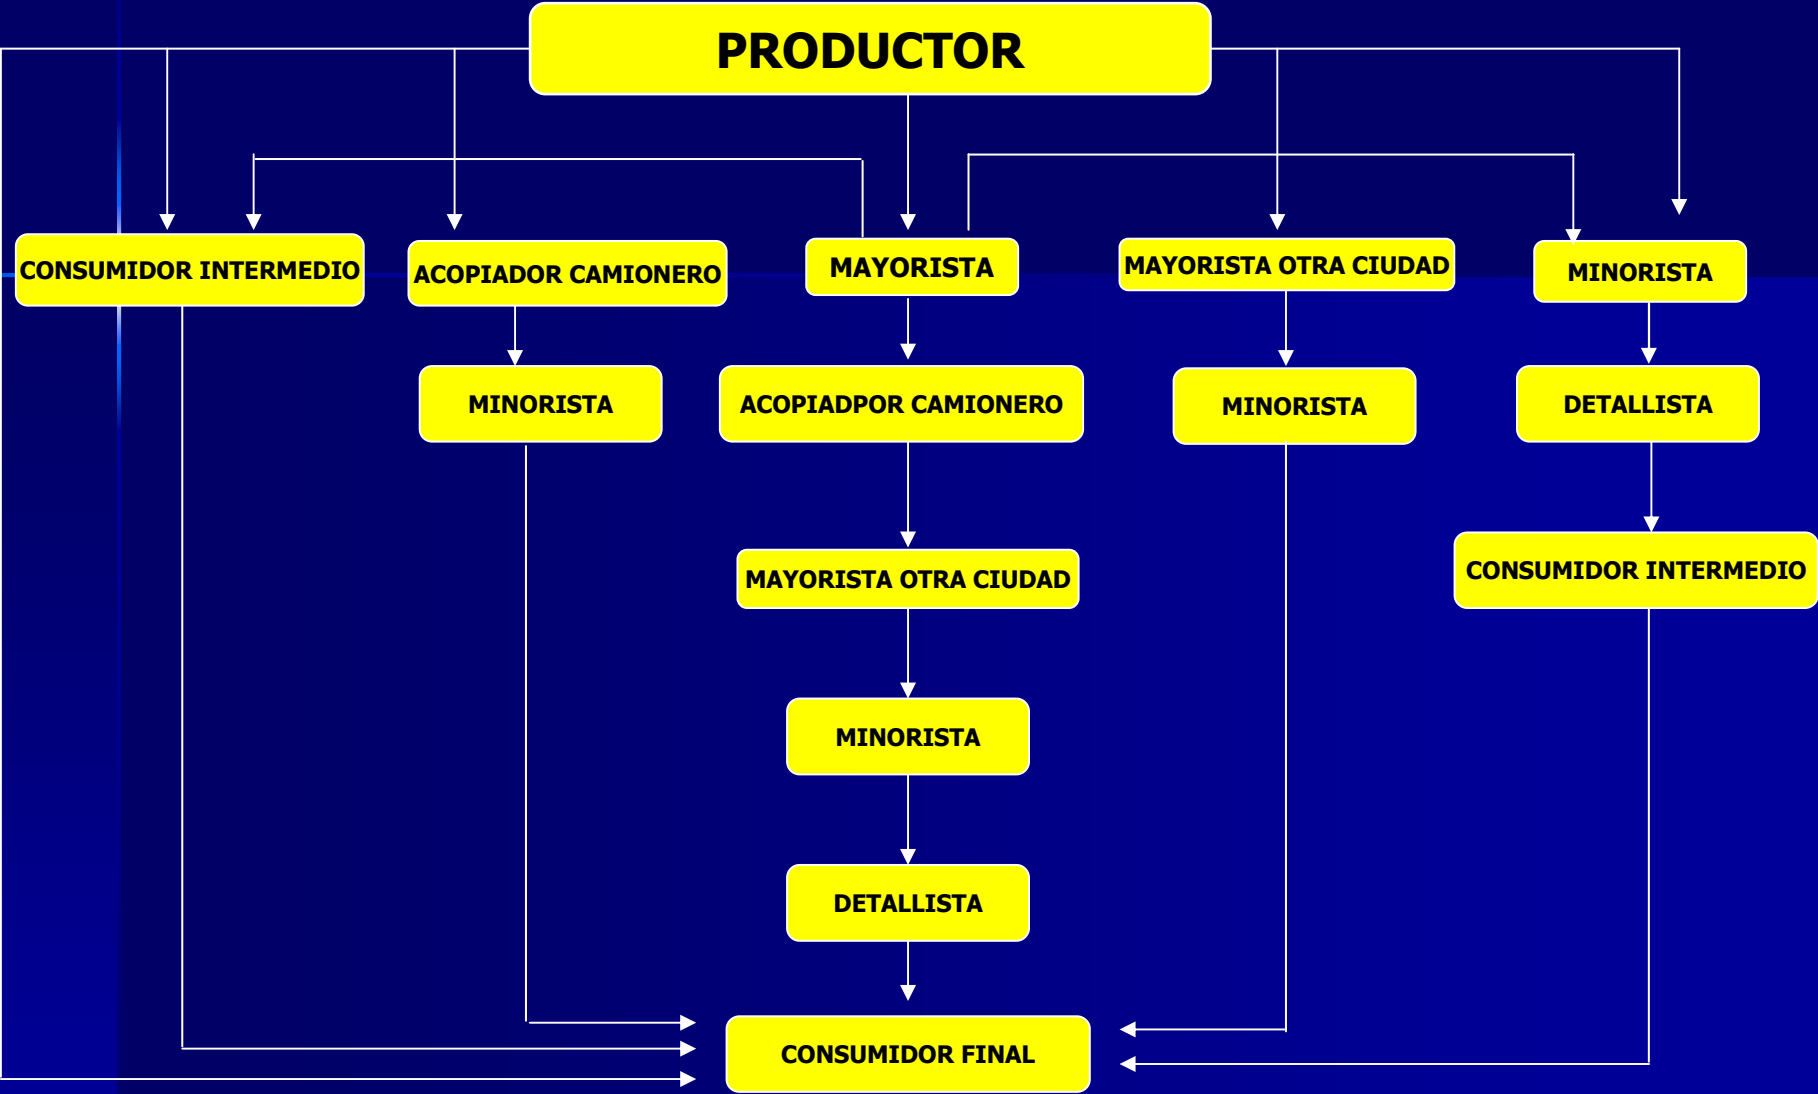 PRODUCTOR
CONSUMIDOR INTERMEDIO
ACOPIADOR CAMIONERO
MAYORISTA
MAYORISTA OTRA CIUDAD
MINORISTA
MINORISTA
ACOPIADPOR CAMIONERO
MINORISTA
DETALLISTA
MAYORISTA OTRA CIUDAD
CONSUMIDOR INTERMEDIO
MINORISTA
DETALLISTA
CONSUMIDOR FINAL